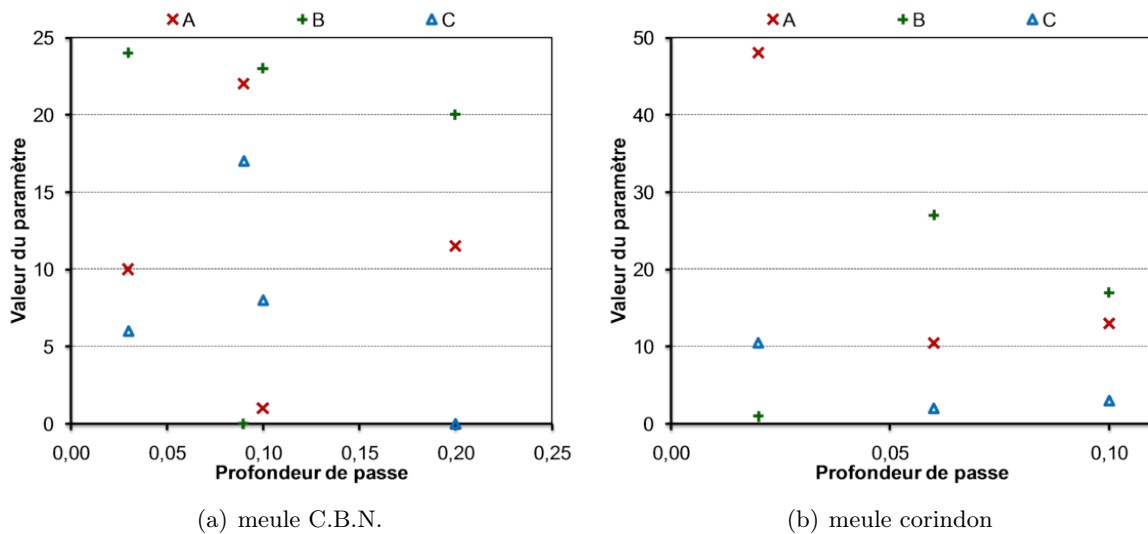 A B C
25
20
15
10
5
0
Valeur du paramètre
0,00 0,05 0,10 0,15 0,20 0,25
Profondeur de passe
(a) meule C.B.N.
A B C
50
40
30
20
10
0
Valeur du paramètre
0,00 0,05 0,10
Profondeur de passe
(b) meule corindon